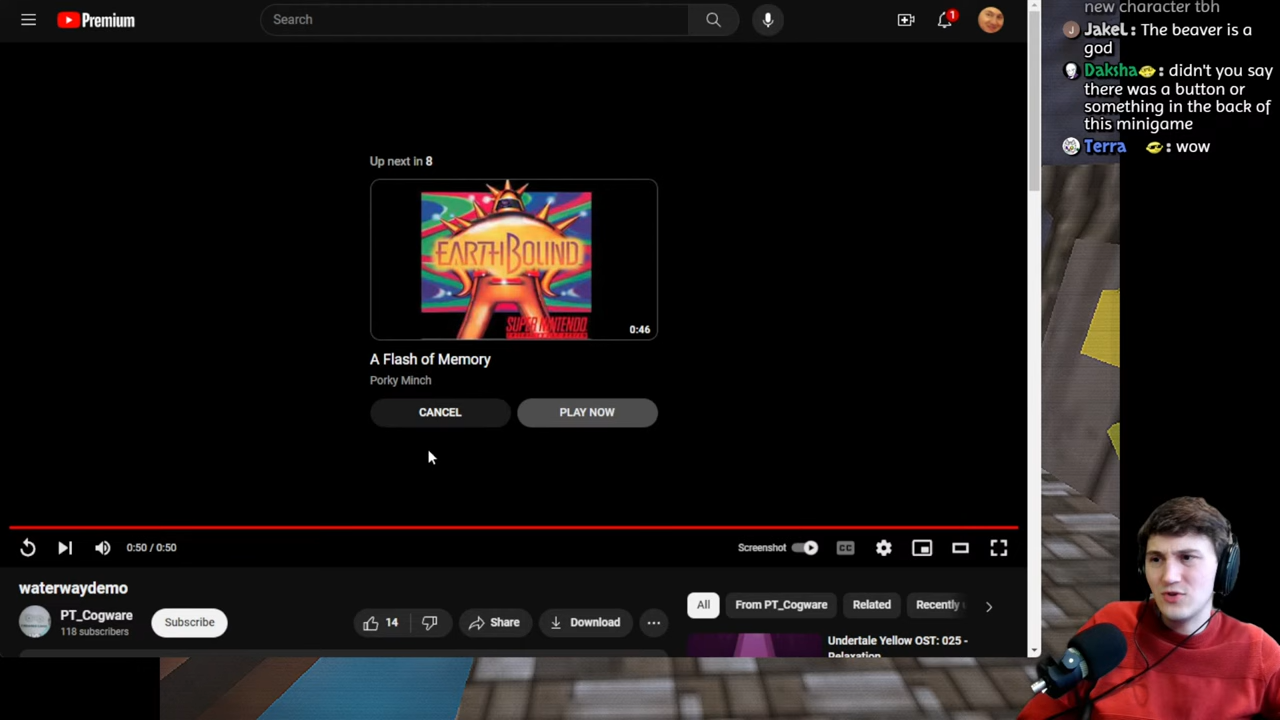 Premium
Search
1
new character tbh
JakeL: The beaver is a
god
Daksha: didn't you say
there was a button or
something in the back of
this minigame
Terra: wow
Up next in 8
EARTHBOUND
SUPER NINTENDO
0:46
A Flash of Memory
Porky Minch
CANCEL
PLAY NOW
0:50 / 0:50
Screenshot
CC
waterwaydemo
PT_Cogware
118 subscribers
Subscribe
14
Share
Download
All
From PT_Cogware
Related
Recently
Undertale Yellow OST: 025 -
Relaxation